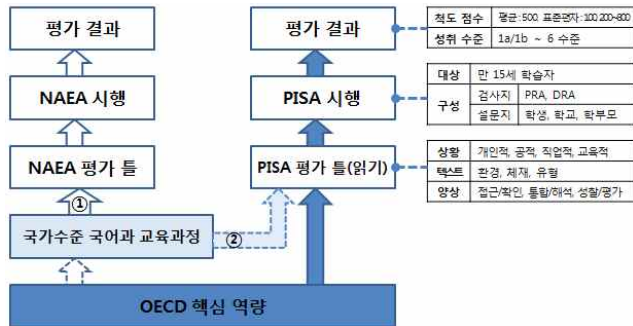 평가 결과
평가 결과
척도 점수 평균: 500, 표준편차: 100, 200~800
성취 수준 1a/1b ~ 6 수준
NAEA 시행
PISA 시행
대상 만 15세 학습자
구성 검사지 PRA, DRA
설문지 학생, 학교, 학부모
NAEA 평가 틀
PISA 평가 틀(읽기)
상황 개인적, 공적, 직업적, 교육적
텍스트 환경, 체재, 유형
양상 접근/확인, 통합/해석, 성찰/평가
①
국가수준 국어과 교육과정
②
OECD 핵심 역량